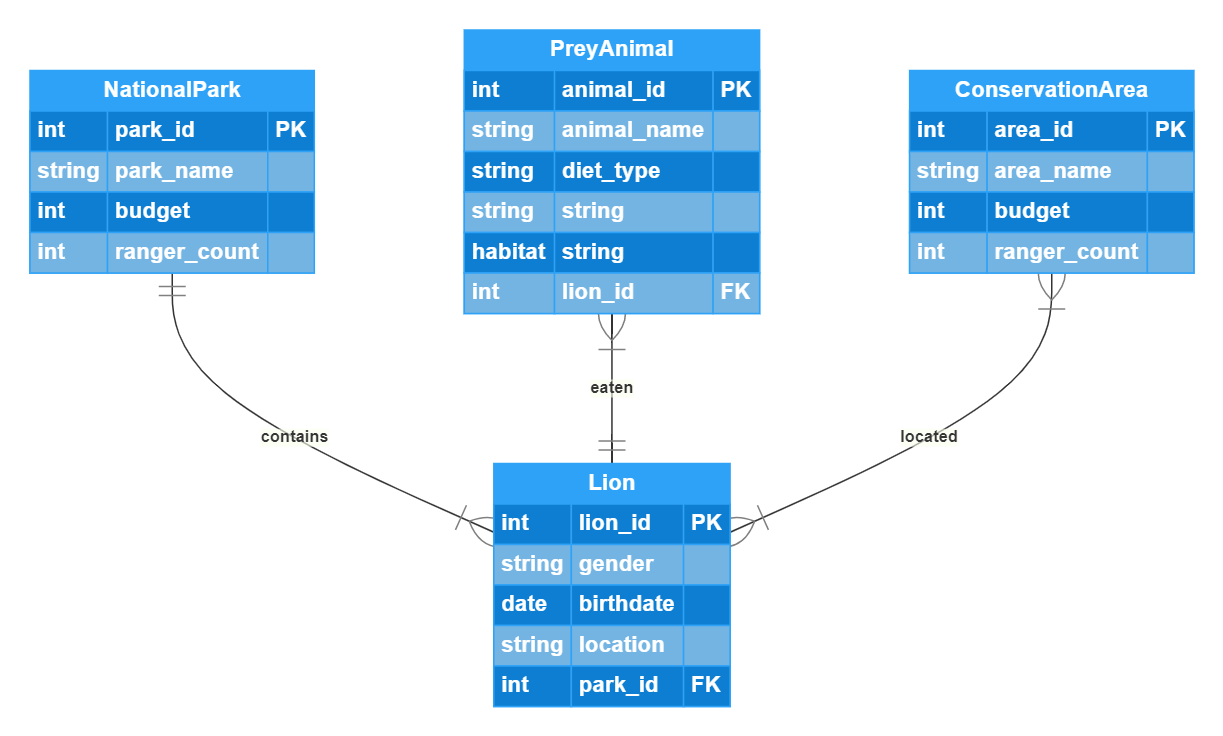 NationalPark
int park_id PK
string park_name
int budget
int ranger_count
PreyAnimal
int animal_id PK
string animal_name
string diet_type
string string
habitat string
int lion_id FK
ConservationArea
int area_id PK
string area_name
int budget
int ranger_count
contains
eaten
located
Lion
int lion_id PK
string gender
date birthdate
string location
int park_id FK